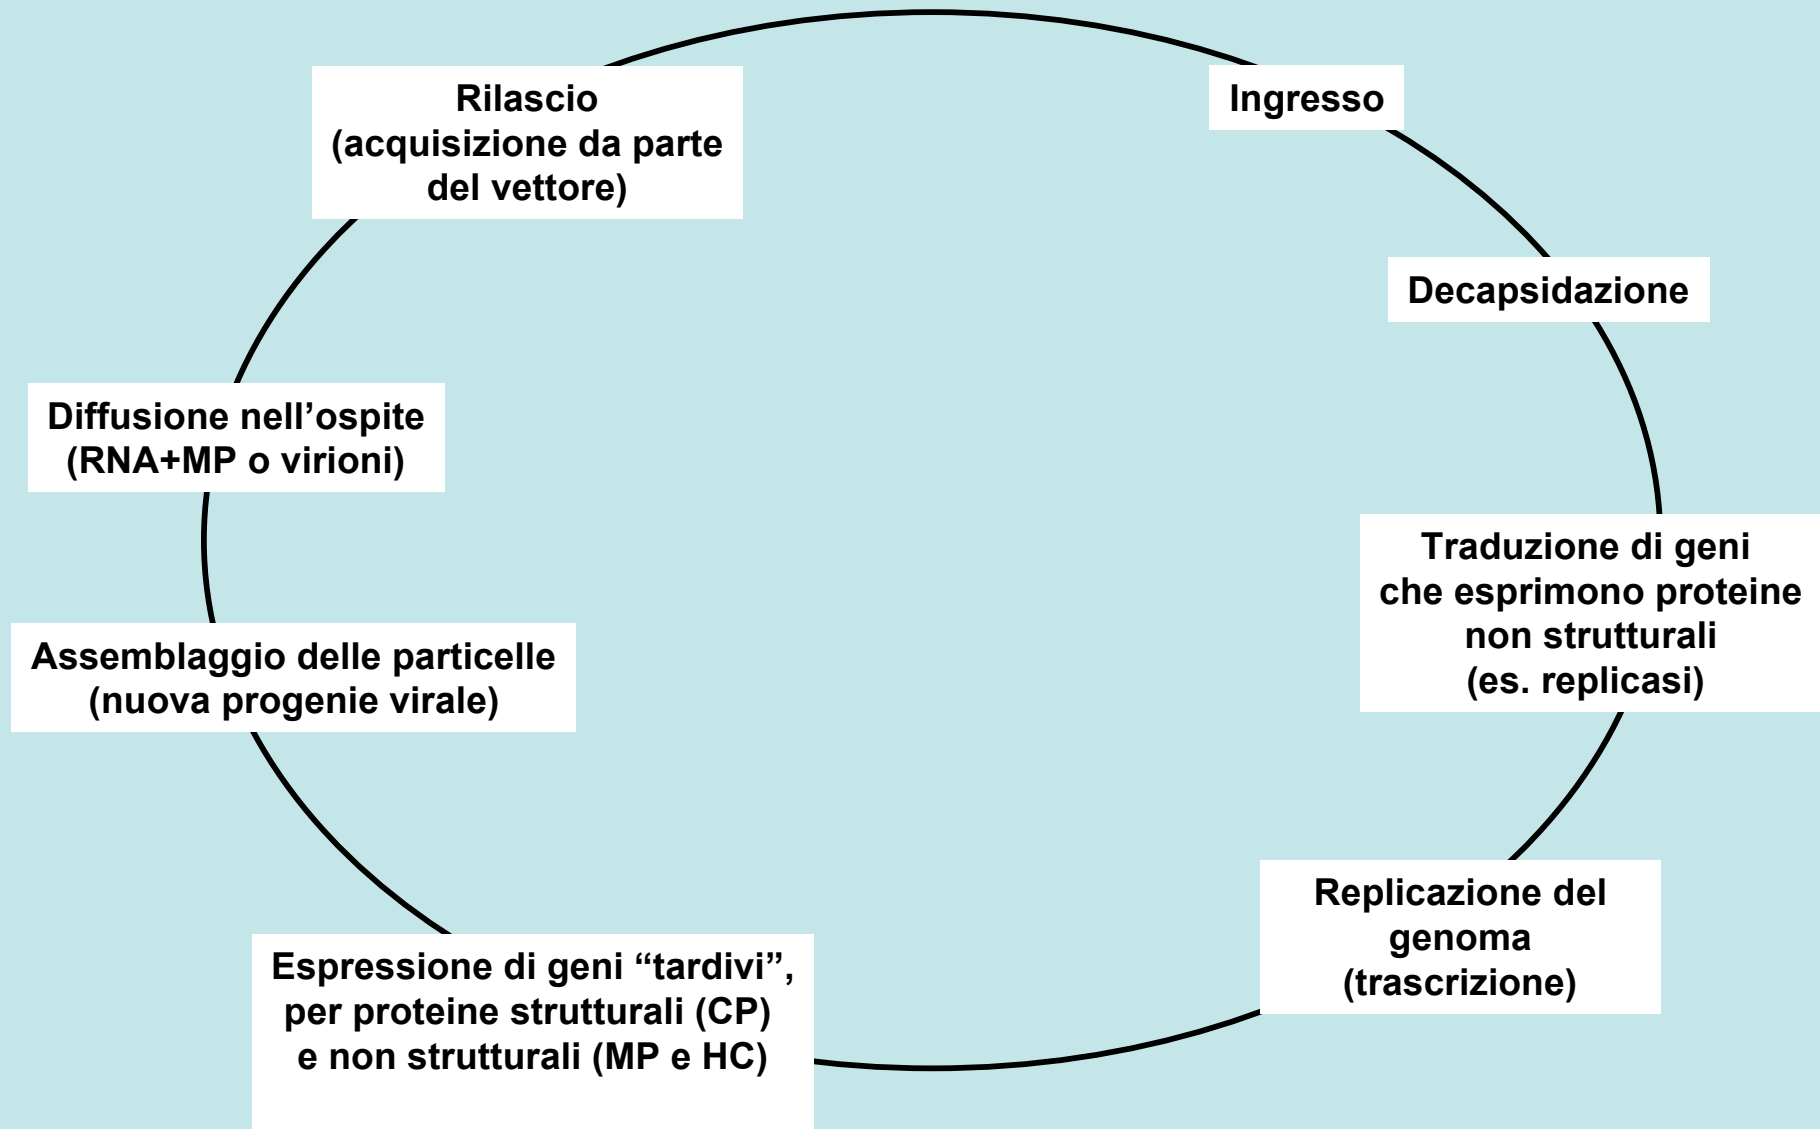 Rilascio
(acquisizione da parte
del vettore)
Ingresso
Decapsidazione
Diffusione nell’ospite
(RNA+MP o virioni)
Traduzione di geni
che esprimono proteine
non strutturali
(es. replicasi)
Assemblaggio delle particelle
(nuova progenie virale)
Replicazione del
genoma
(trascrizione)
Espressione di geni “tardivi”,
per proteine strutturali (CP)
e non strutturali (MP e HC)